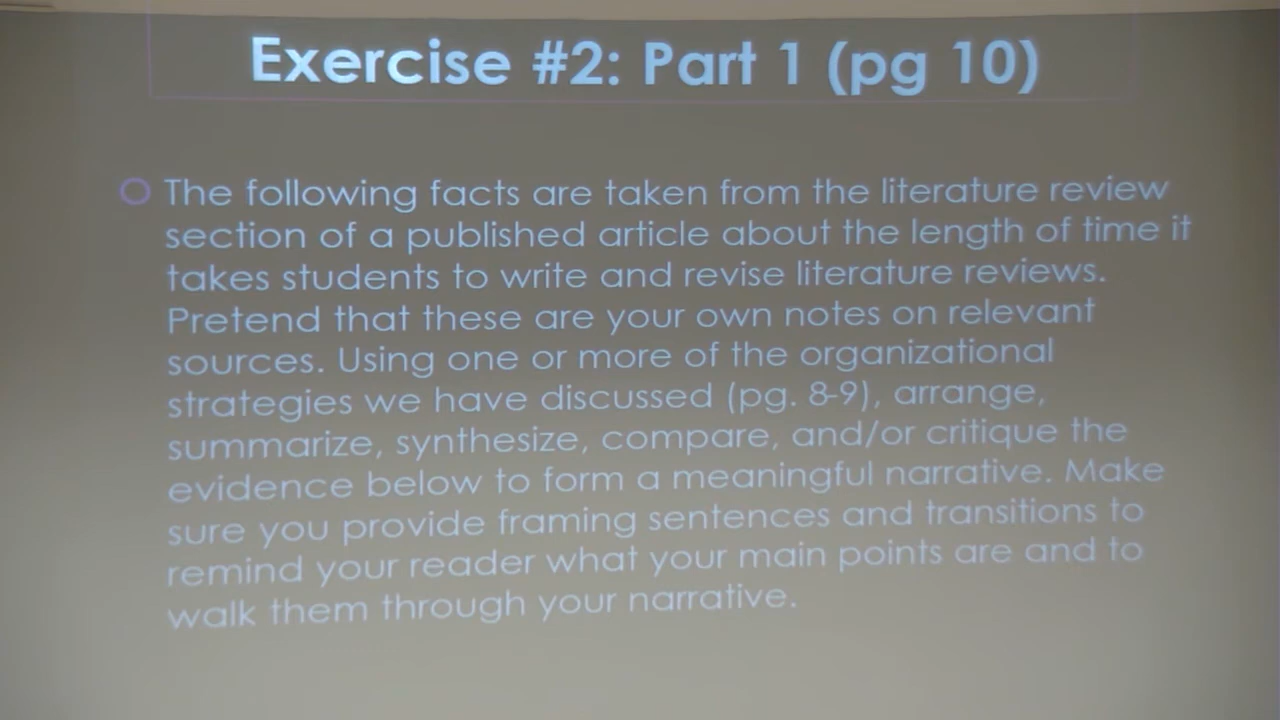 Exercise #2: Part 1 (pg 10)
The following facts are taken from the literature review
section of a published article about the length of time it
takes students to write and revise literature reviews.
Pretend that these are your own notes on relevant
sources. Using one or more of the organizational
strategies we have discussed (pg. 8-9), arrange,
summarize, synthesize, compare, and/or critique the
evidence below to form a meaningful narrative. Make
sure you provide framing sentences and transitions to
remind your reader what your main points are and to
walk them through your narrative.